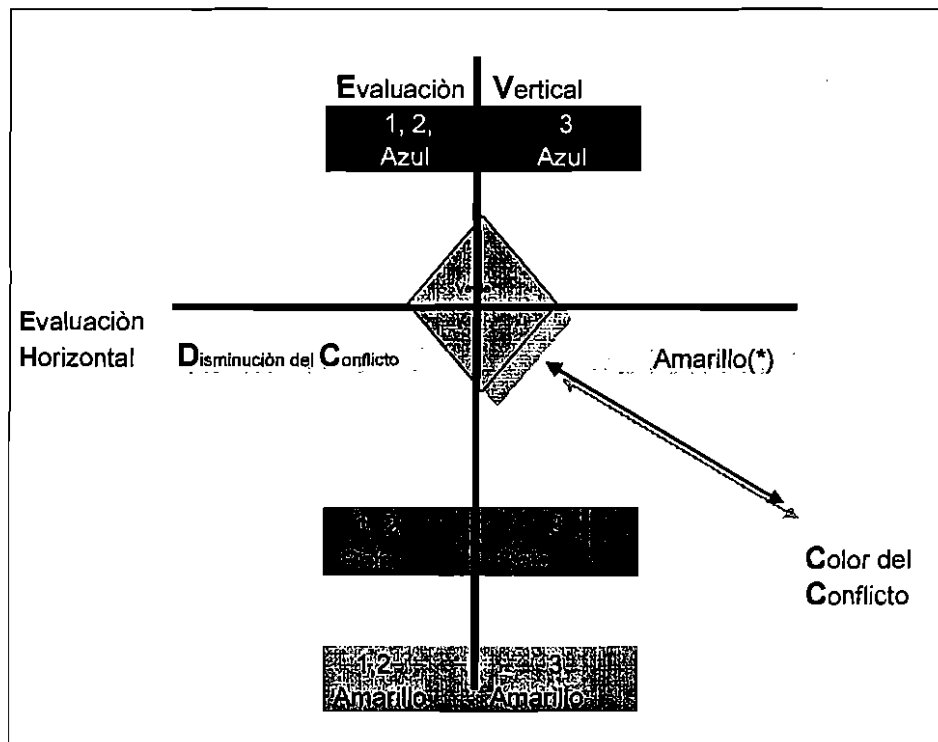 Evaluaciòn Vertical
1, 2, 3
Azul Azul
Evaluaciòn
Horizontal
Disminuciòn del Conflicto
Amarillo(*)
Color del
Conflicto
1,2 3
Amarillo Amarillo